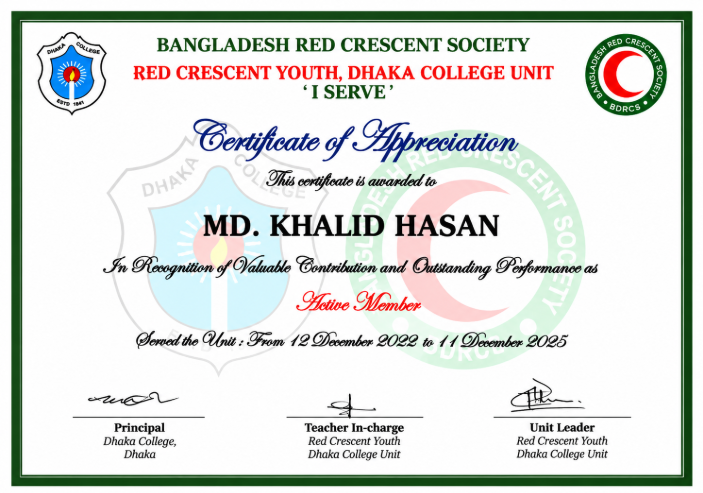 DHAKA COLLEGE
ESTD 1841
BANGLADESH RED CRESCENT SOCIETY
RED CRESCENT YOUTH, DHAKA COLLEGE UNIT
‘ I SERVE ’
BANGLADESH RED CRESCENT SOCIETY
BDRCS
Certificate of Appreciation
This certificate is awarded to
MD. KHALID HASAN
In Recognition of Valuable Contribution and Outstanding Performance as
Active Member
Served the Unit : From 12 December 2022 to 11 December 2025
DHAKA COLLEGE
Principal
Dhaka College,
Dhaka
Teacher In-charge
Red Crescent Youth
Dhaka College Unit
Unit Leader
Red Crescent Youth
Dhaka College Unit